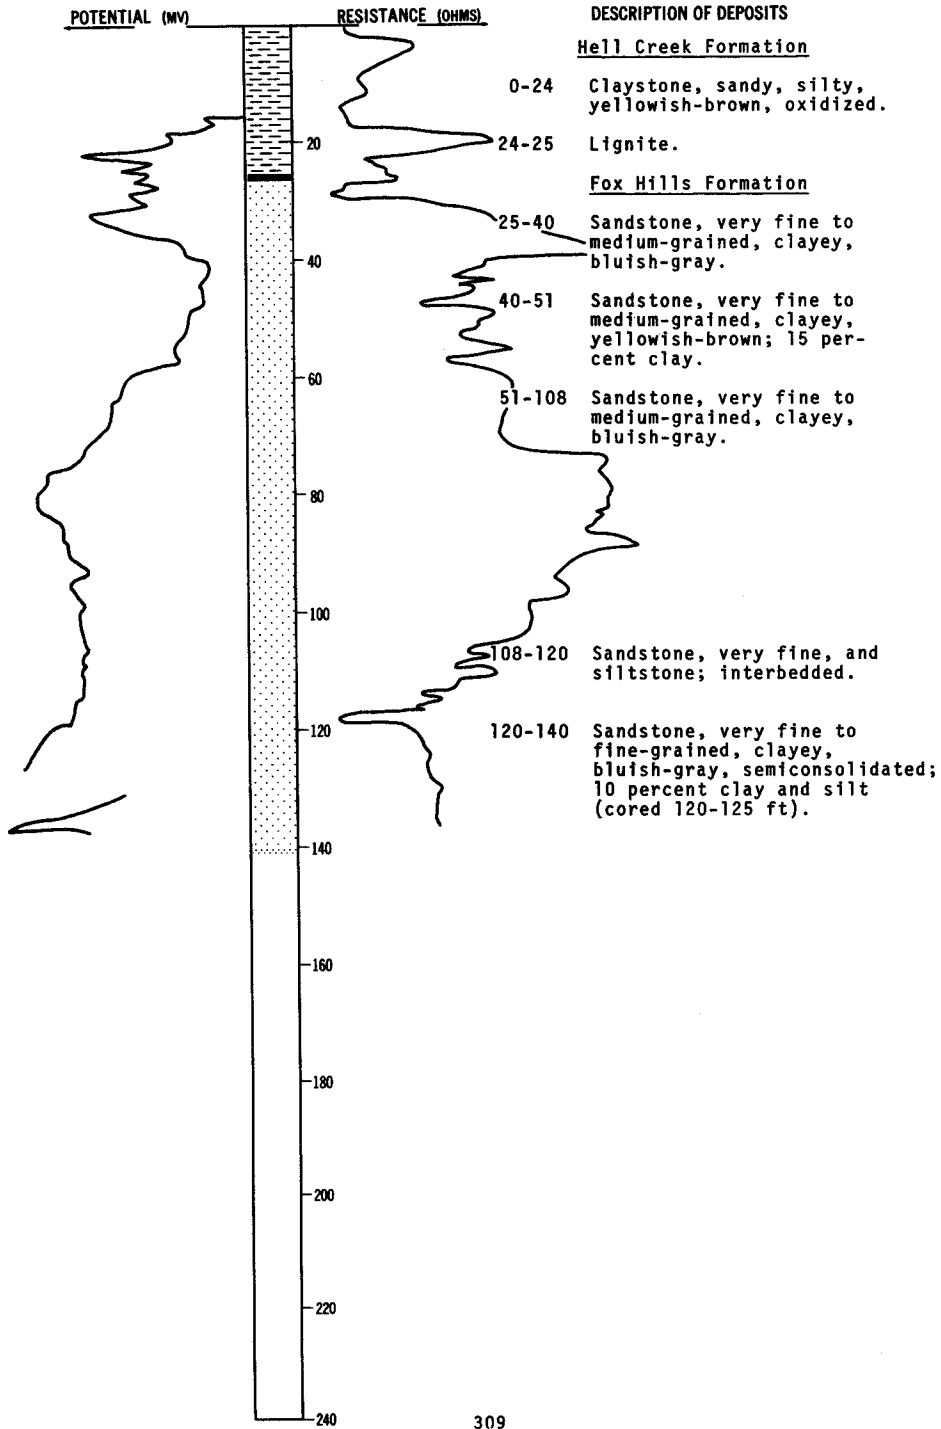 POTENTIAL (MV)
RESISTANCE (OHMS)
DESCRIPTION OF DEPOSITS
Hell Creek Formation
0-24 Claystone, sandy, silty,
yellowish-brown, oxidized.
20
24-25 Lignite.
Fox Hills Formation
25-40 Sandstone, very fine to
medium-grained, clayey,
bluish-gray.
40
40-51 Sandstone, very fine to
medium-grained, clayey,
yellowish-brown; 15 per-
cent clay.
60
51-108 Sandstone, very fine to
medium-grained, clayey,
bluish-gray.
80
100
108-120 Sandstone, very fine, and
siltstone; interbedded.
120
120-140 Sandstone, very fine to
fine-grained, clayey,
bluish-gray, semiconsolidated;
10 percent clay and silt
(cored 120-125 ft).
140
160
180
200
220
240
309